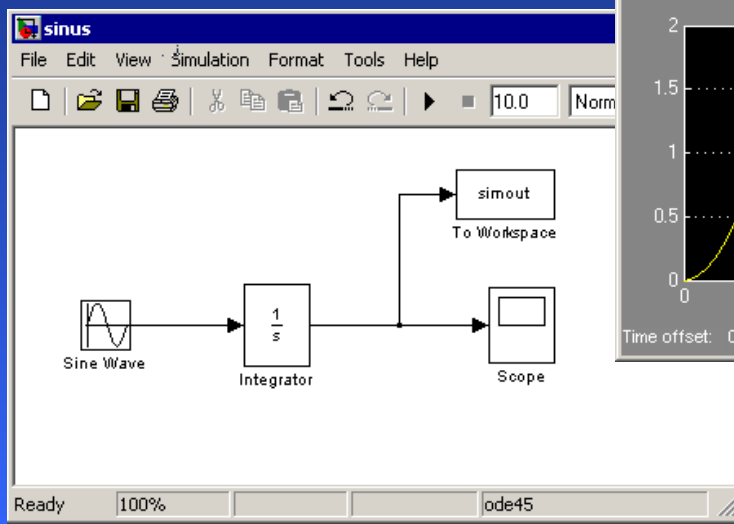 sinus
File Edit View Simulation Format Tools Help
10.0 Norm
simout
To Workspace
Sine Wave
1
s
Integrator
Scope
Ready 100% ode45
2
1.5
1
0.5
0
0
Time offset: 0